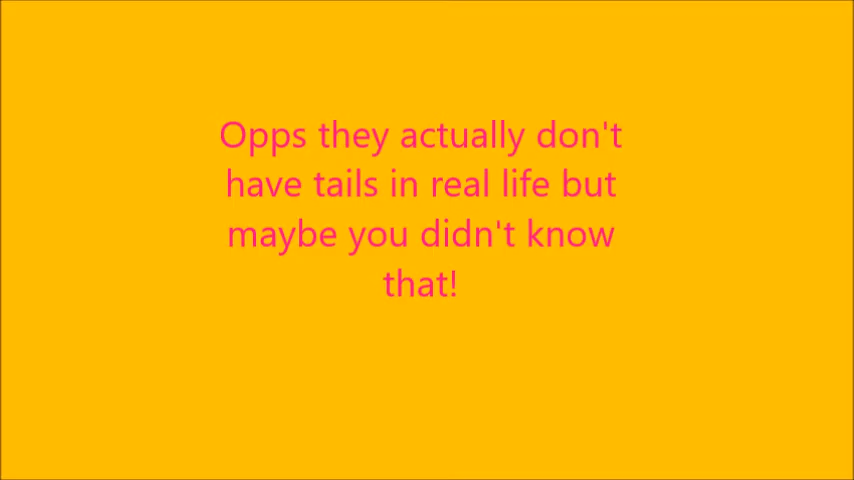 Opps they actually don't
have tails in real life but
maybe you didn't know
that!